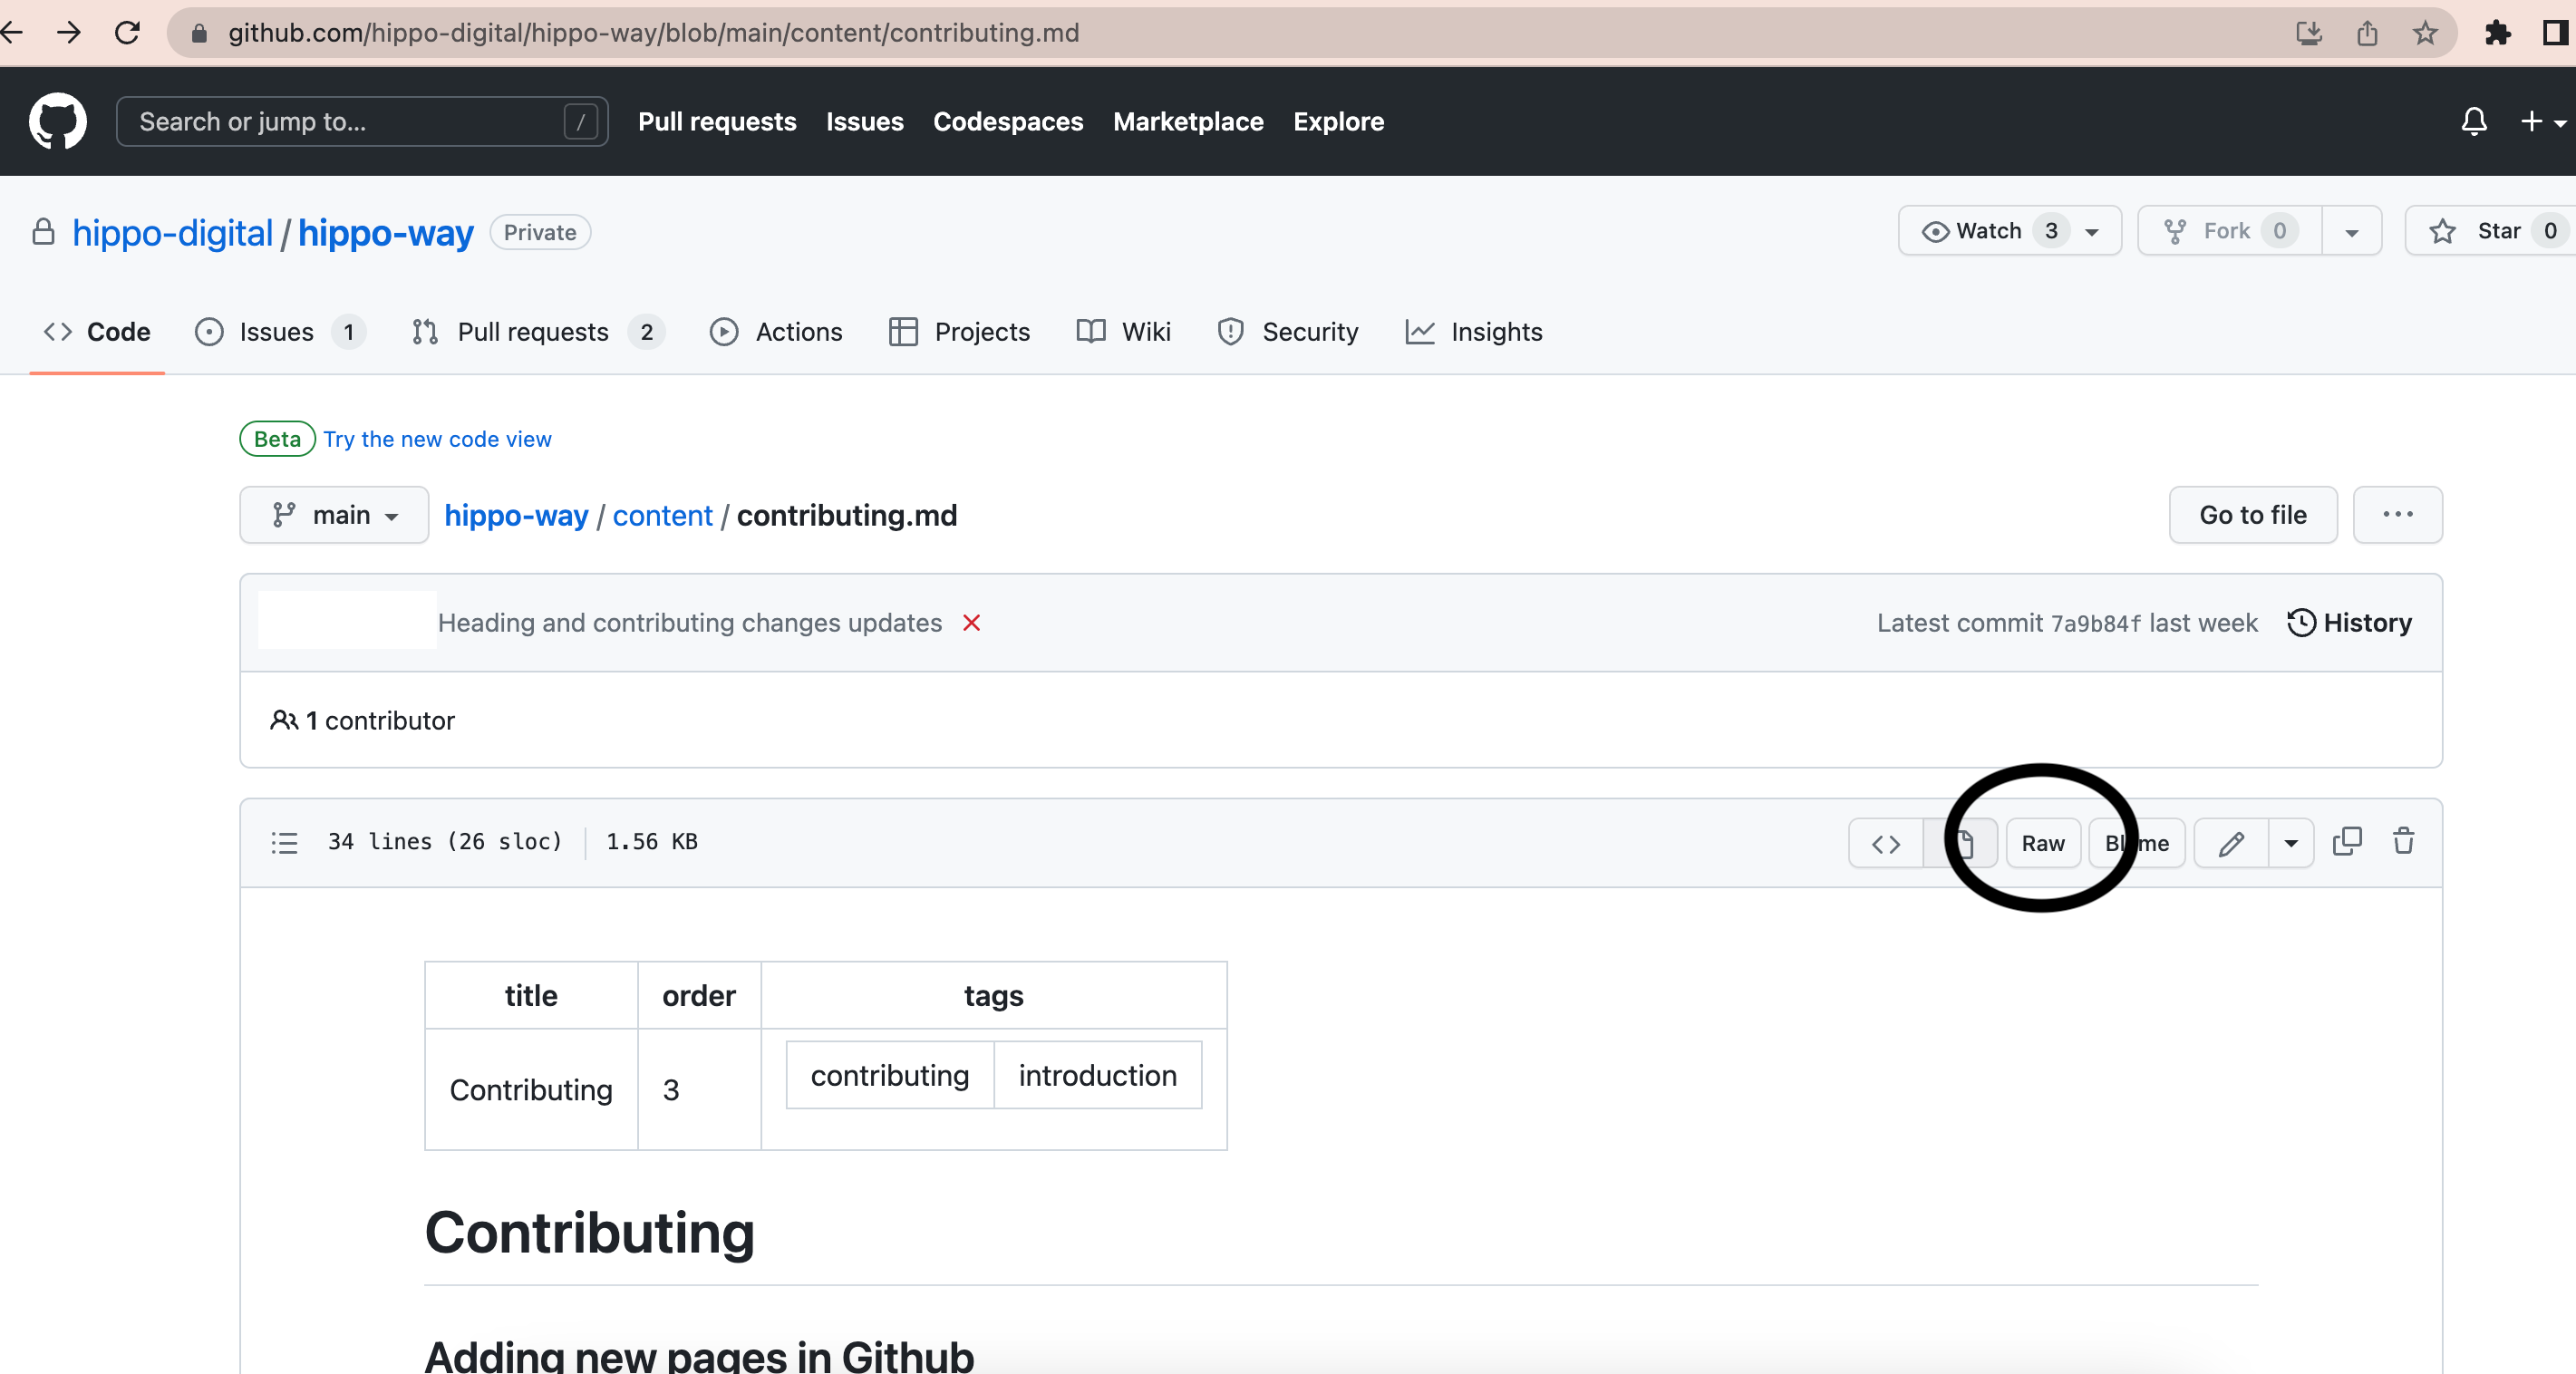 github.com/hippo-digital/hippo-way/blob/main/content/contributing.md
Search or jump to... / Pull requests Issues Codespaces Marketplace Explore
hippo-digital / hippo-way Private Watch 3 Fork 0 Star 0
Code Issues 1 Pull requests 2 Actions Projects Wiki Security Insights
Beta Try the new code view
main hippo-way / content / contributing.md Go to file ...
Heading and contributing changes updates Latest commit 7a9b84f last week History
1 contributor
34 lines (26 sloc) 1.56 KB <> Raw Blame
title order tags
Contributing 3 contributing introduction
Contributing
Adding new pages in Github